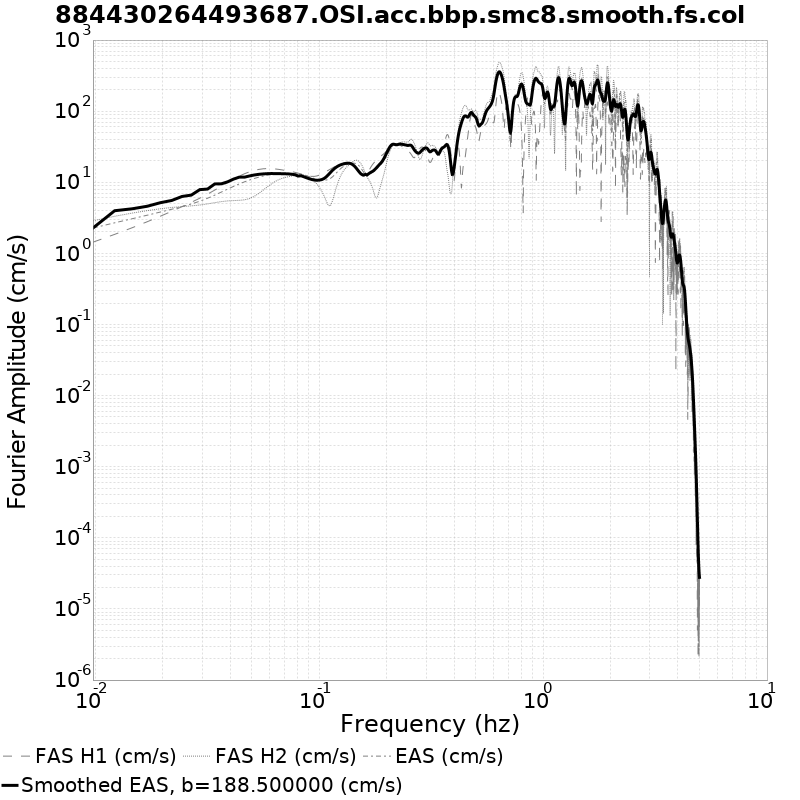 884430264493687.OSI.acc.bbp.smc8.smooth.fs.col
10^3
10^2
10^1
10^0
10^-1
10^-2
10^-3
10^-4
10^-5
10^-6
Fourier Amplitude (cm/s)
10^-2 10^-1 10^0 10^1
Frequency (hz)
FAS H1 (cm/s) FAS H2 (cm/s) EAS (cm/s)
Smoothed EAS, b=188.500000 (cm/s)